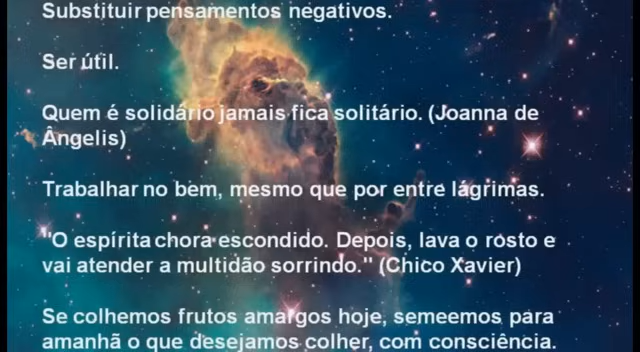 Substituir pensamentos negativos.
Ser útil.
Quem é solidário jamais fica solitário. (Joanna de
Ângelis)
Trabalhar no bem, mesmo que por entre lágrimas.
"O espírita chora escondido. Depois, lava o rosto e
vai atender a multidão sorrindo." (Chico Xavier)
Se colhemos frutos amargos hoje, semeemos para
amanhã o que desejamos colher, com consciência.